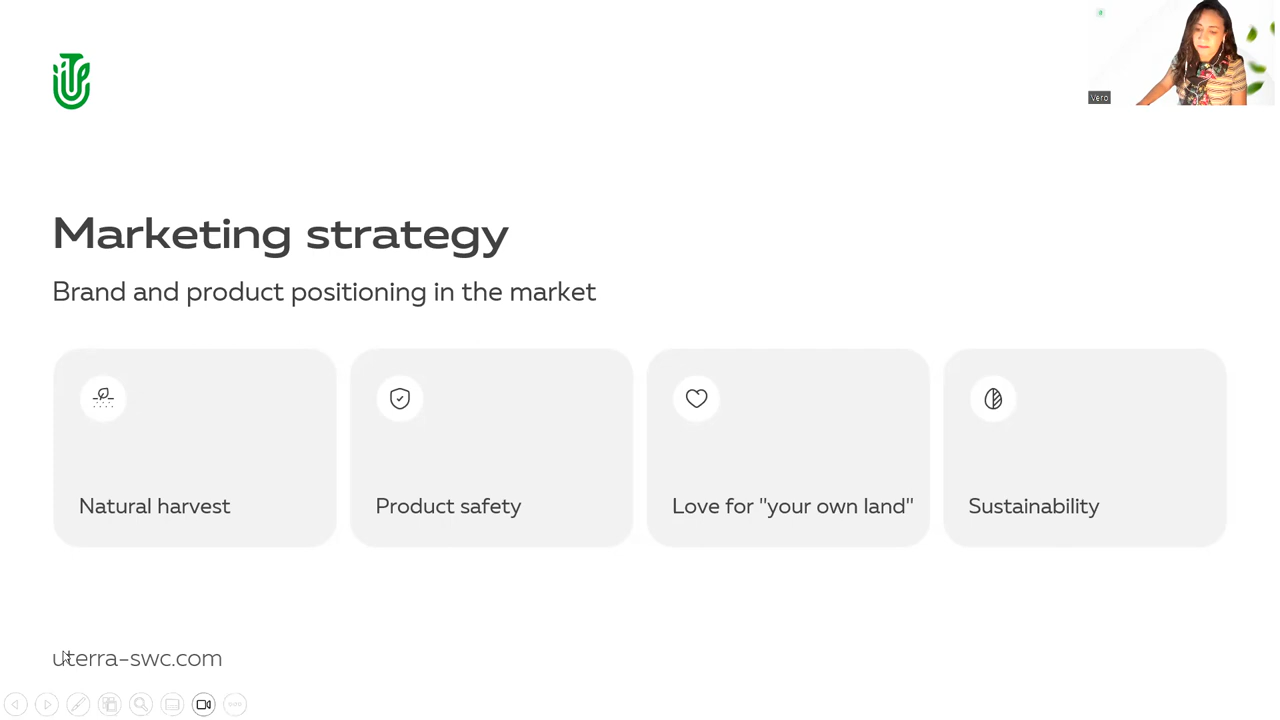 Vero
Marketing strategy
Brand and product positioning in the market
Natural harvest
Product safety
Love for "your own land"
Sustainability
uterra-swc.com